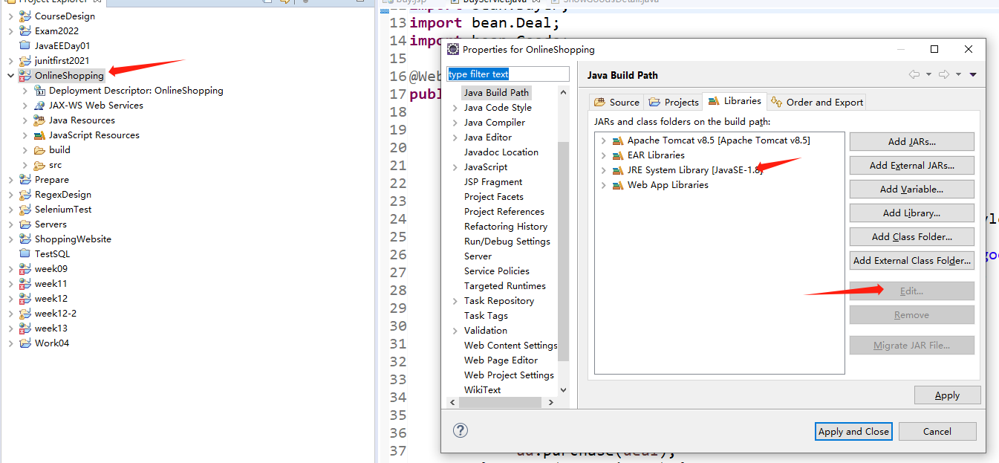 Project Explorer
CourseDesign
Exam2022
JavaEEDay01
junitfirst2021
OnlineShopping
Deployment Descriptor: OnlineShopping
JAX-WS Web Services
Java Resources
JavaScript Resources
build
src
Prepare
RegexDesign
SeleniumTest
Servers
ShoppingWebsite
TestSQL
week09
week11
week12
week12-2
week13
Work04
buy.jsp BuyServlet.java ShowGoodsDetail.java
12 import bean.Buyer;
13 import bean.Deal;
14 impo
15
16 @Web
17 publ
18
19
20
21
22
23
24
25
26
27
28
29
30
31
32
33
34
35
36
37 purchase(deal);
Properties for OnlineShopping
type filter text
Java Build Path
Java Code Style
Java Compiler
Java Editor
Javadoc Location
JavaScript
JSP Fragment
Project Facets
Project References
Refactoring History
Run/Debug Settings
Server
Service Policies
Targeted Runtimes
Task Repository
Task Tags
Validation
Web Content Settings
Web Page Editor
Web Project Settings
WikiText
Java Build Path
Source Projects Libraries Order and Export
JARs and class folders on the build path:
Apache Tomcat v8.5 [Apache Tomcat v8.5]
EAR Libraries
JRE System Library [JavaSE-1.8]
Web App Libraries
Add JARs...
Add External JARs...
Add Variable...
Add Library...
Add Class Folder...
Add External Class Folder...
Edit...
Remove
Migrate JAR File...
Apply
?
Apply and Close
Cancel